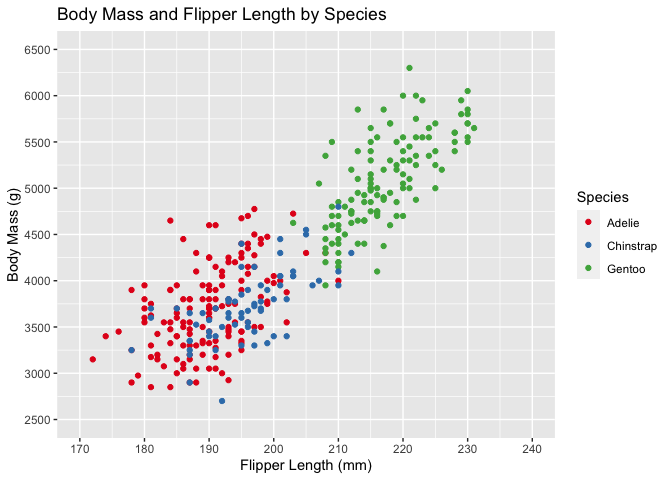 Body Mass and Flipper Length by Species
6500
6000
5500
5000
4500
4000
3500
3000
2500
Body Mass (g)
170 180 190 200 210 220 230 240
Flipper Length (mm)
Species
Adelie
Chinstrap
Gentoo